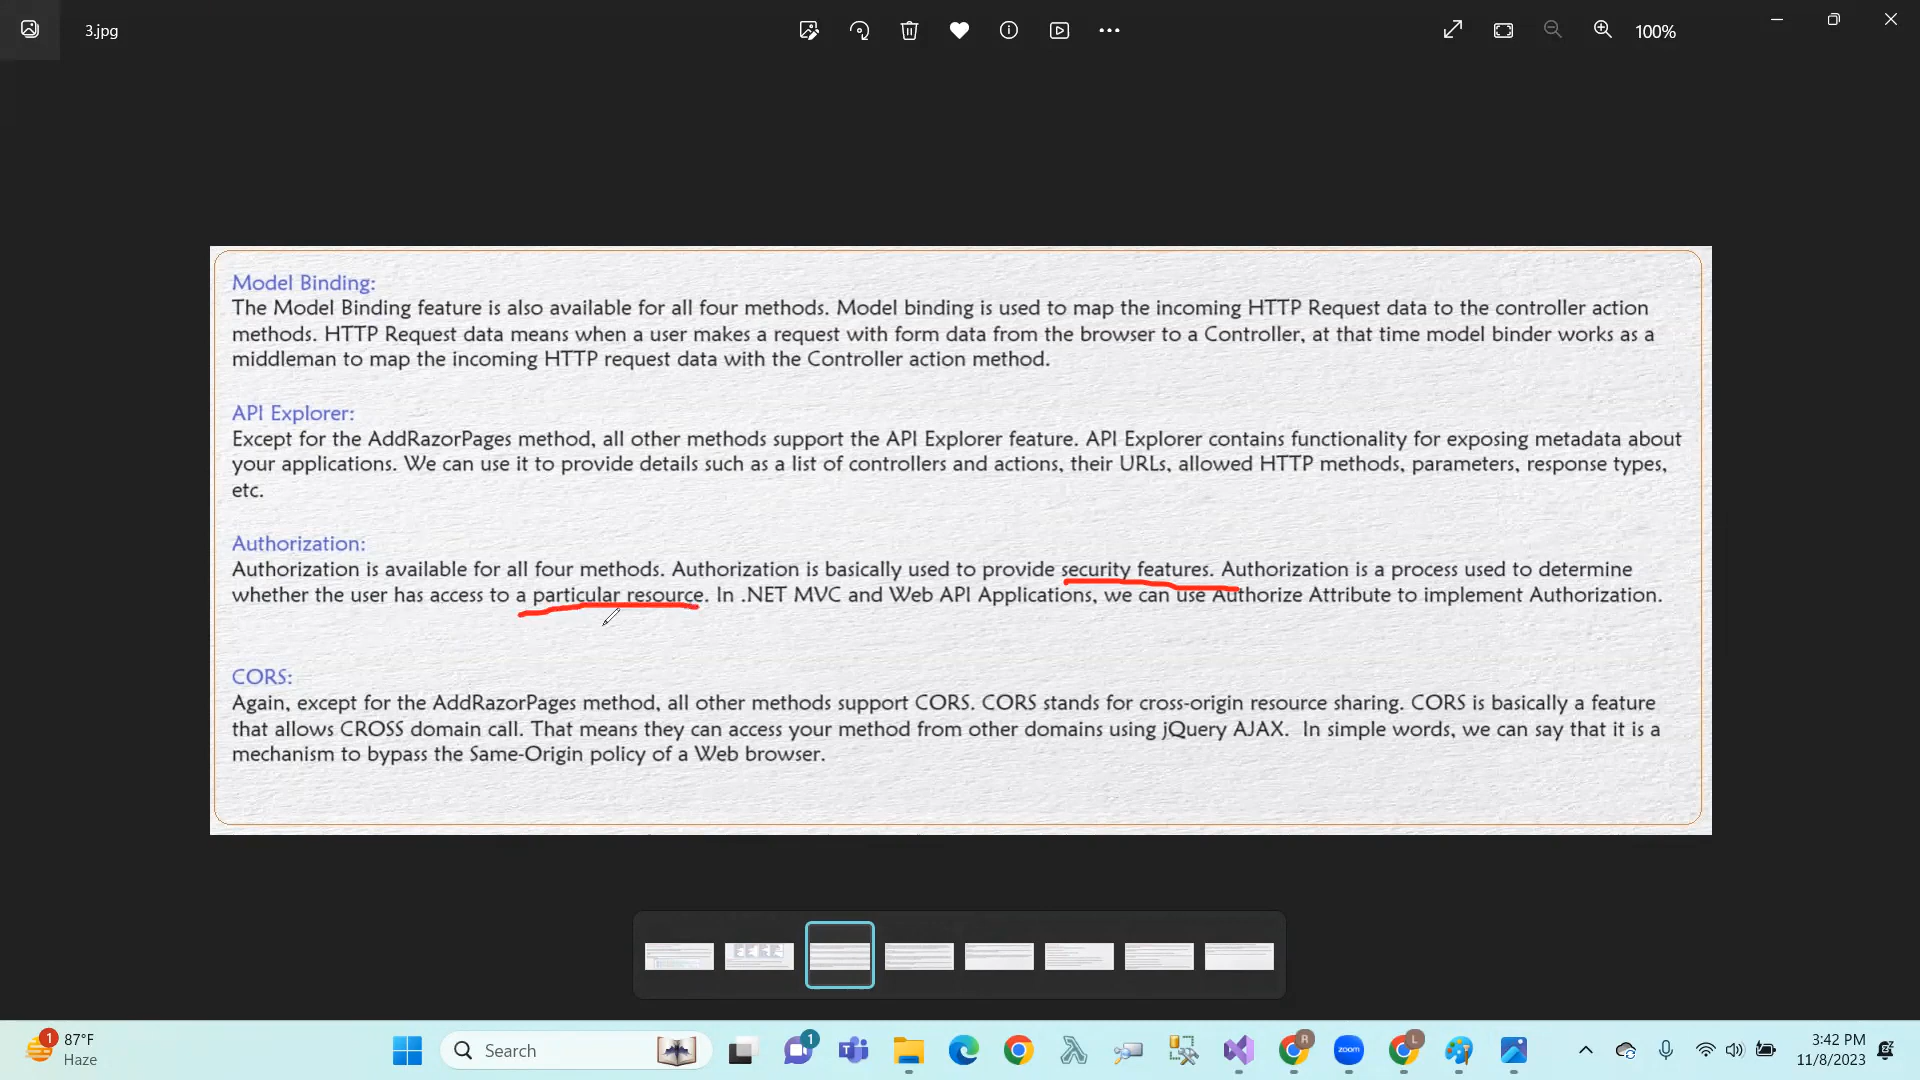 3.jpg
100%
Model Binding:
The Model Binding feature is also available for all four methods. Model binding is used to map the incoming HTTP Request data to the controller action
methods. HTTP Request data means when a user makes a request with form data from the browser to a Controller, at that time model binder works as a
middleman to map the incoming HTTP request data with the Controller action method.
API Explorer:
Except for the AddRazorPages method, all other methods support the API Explorer feature. API Explorer contains functionality for exposing metadata about
your applications. We can use it to provide details such as a list of controllers and actions, their URLs, allowed HTTP methods, parameters, response types,
etc.
Authorization:
Authorization is available for all four methods. Authorization is basically used to provide security features. Authorization is a process used to determine
whether the user has access to a particular resource. In .NET MVC and Web API Applications, we can use Authorize Attribute to implement Authorization.
CORS:
Again, except for the AddRazorPages method, all other methods support CORS. CORS stands for cross-origin resource sharing. CORS is basically a feature
that allows CROSS domain call. That means they can access your method from other domains using jQuery AJAX. In simple words, we can say that it is a
mechanism to bypass the Same-Origin policy of a Web browser.
1
87°F
Haze
Search
1
R
zoom
L
3:42 PM
11/8/2023